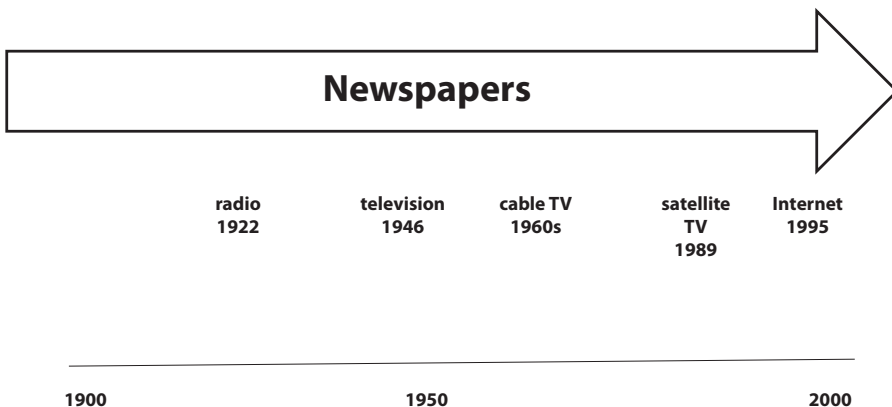 Newspapers
radio
1922
television
1946
cable TV
1960s
satellite
TV
1989
Internet
1995
1900
1950
2000